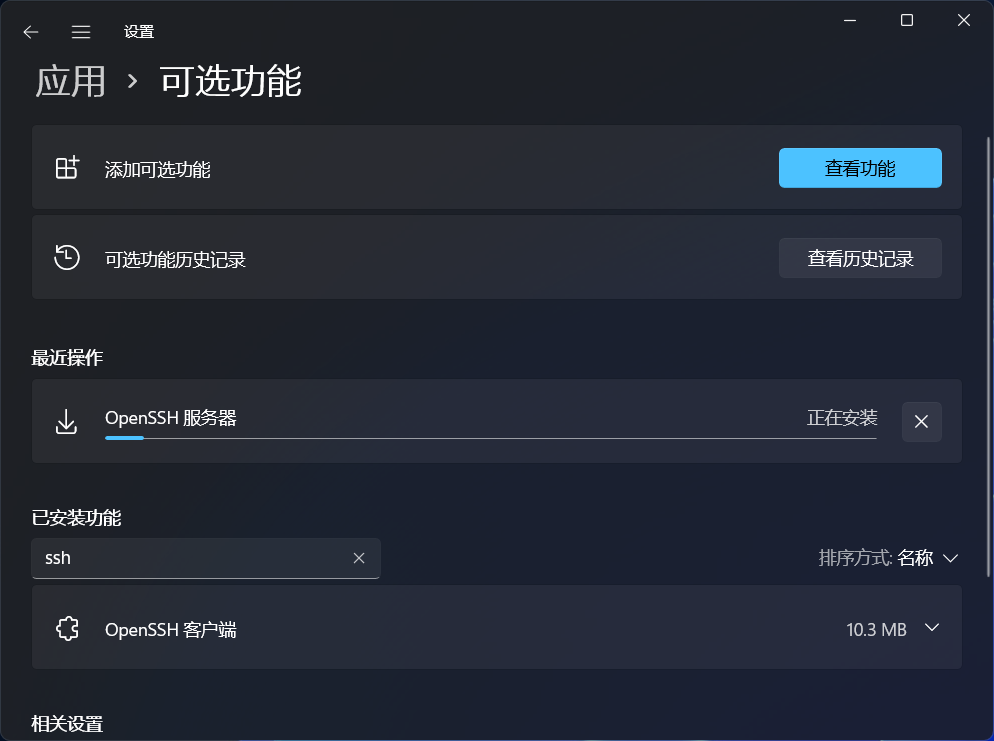 设置
应用 › 可选功能
添加可选功能 查看功能
可选功能历史记录 查看历史记录
最近操作
OpenSSH 服务器 正在安装
已安装功能
ssh 排序方式: 名称
OpenSSH 客户端 10.3 MB
相关设置